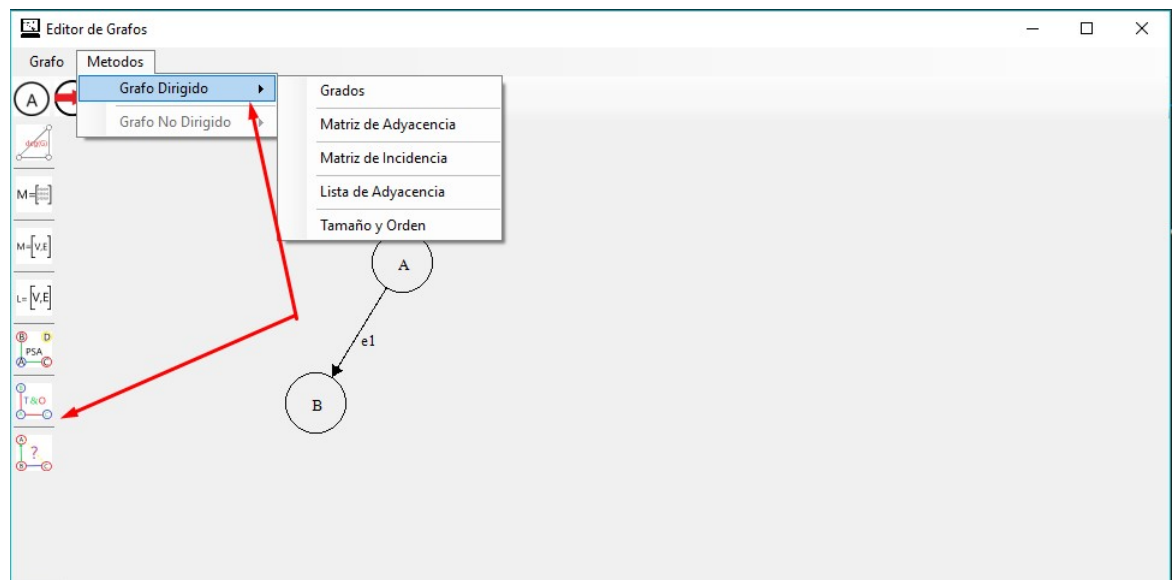 Editor de Grafos
Grafo Metodos
Grafo Dirigido
Grafo No Dirigido
Grados
Matriz de Adyacencia
Matriz de Incidencia
Lista de Adyacencia
Tamaño y Orden
A
deg(G)
M=
M=[V,E]
L=[V,E]
B D
PSA
A C
T&O
A
?
B C
A
e1
B